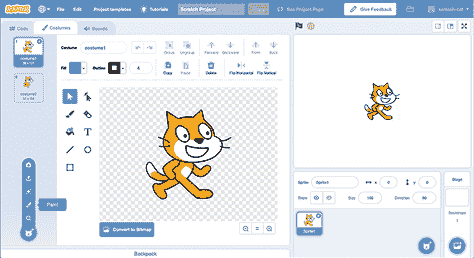 SCRATCH File Edit Project templates Tutorials Scratch Project See Project Page Give Feedback
Code Costumes Sounds
Costume costume1 Group Ungroup Forward Backward Front Back
Fill Outline 4 Copy Paste Delete Flip Horizontal Flip Vertical
costume1
costume2
Paint
Convert to Bitmap
Backpack
Sprite Sprite1 x 0 y 0
Show Size 100 Direction 90
Sprite1
Stage
Backdrops